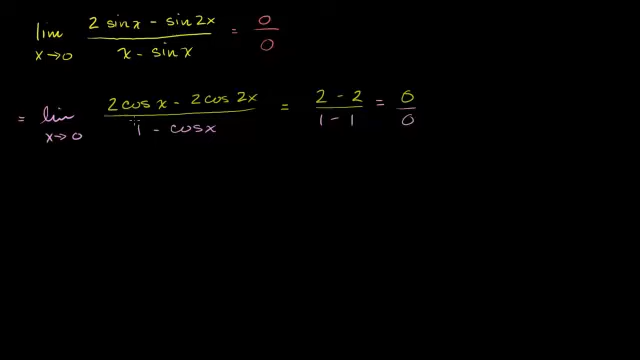 lim x→0 (2 sin x − sin 2x) / (x − sin x) = 0/0
= lim x→0 (2 cos x − 2 cos 2x) / (1 − cos x) = (2 − 2) / (1 − 1) = 0/0